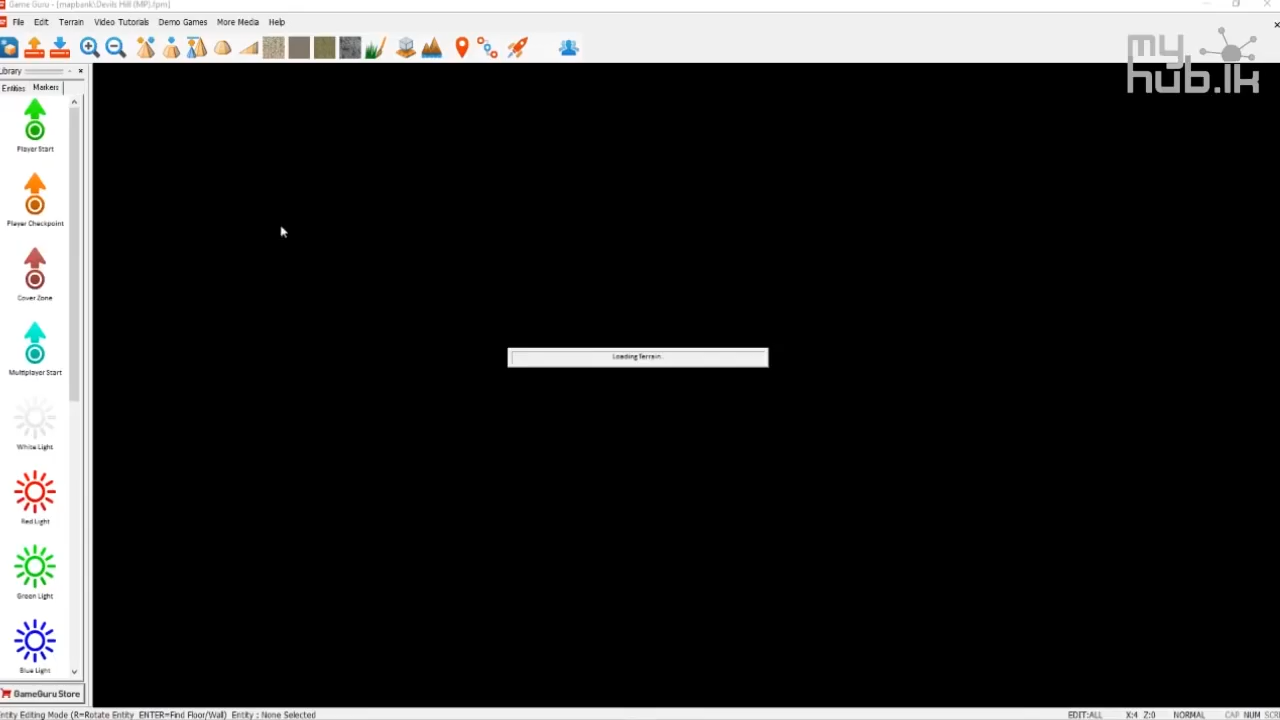 Game Guru - [mapbank\Devils Hill (MP).fpm]
File Edit Terrain Video Tutorials Demo Games More Media Help
my
hub.lk
Library
Entities Markers
Player Start
Player Checkpoint
Cover Zone
Multiplayer Start
White Light
Red Light
Green Light
Blue Light
Loading Terrain
GameGuru Store
Entity Editing Mode (R=Rotate Entity ENTER=Find Floor/Wall) Entity : None Selected
EDIT:ALL X:4 Z:0 NORMAL CAP NUM SCR